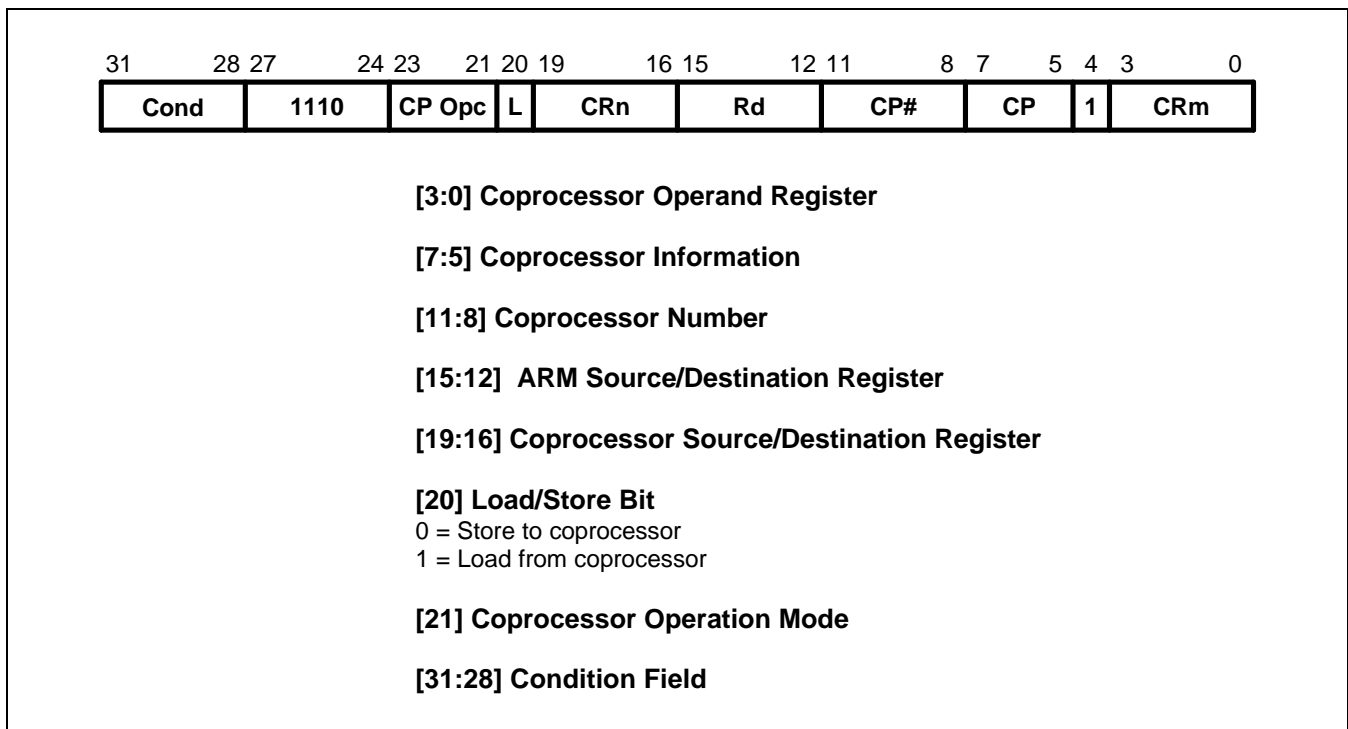 31 28 27 24 23 21 20 19 16 15 12 11 8 7 5 4 3 0
Cond 1110 CP Opc L CRn Rd CP# CP 1 CRm
[3:0] Coprocessor Operand Register
[7:5] Coprocessor Information
[11:8] Coprocessor Number
[15:12] ARM Source/Destination Register
[19:16] Coprocessor Source/Destination Register
[20] Load/Store Bit
0 = Store to coprocessor
1 = Load from coprocessor
[21] Coprocessor Operation Mode
[31:28] Condition Field